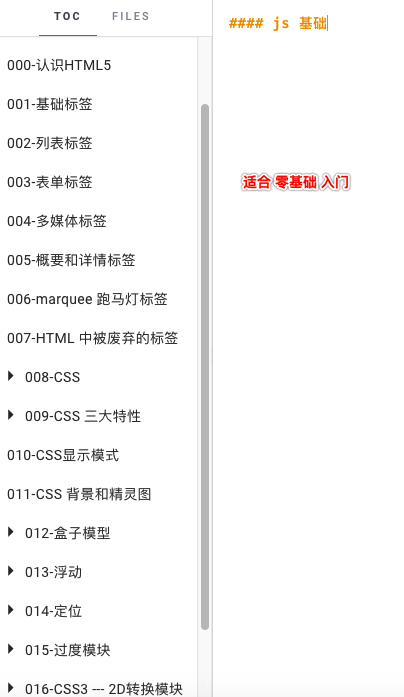 TOC FILES
000-认识HTML5
001-基础标签
002-列表标签
003-表单标签
004-多媒体标签
005-概要和详情标签
006-marquee 跑马灯标签
007-HTML 中被废弃的标签
008-CSS
009-CSS 三大特性
010-CSS显示模式
011-CSS 背景和精灵图
012-盒子模型
013-浮动
014-定位
015-过度模块
016-CSS3 --- 2D转换模块
#### js 基础
适合 零基础 入门